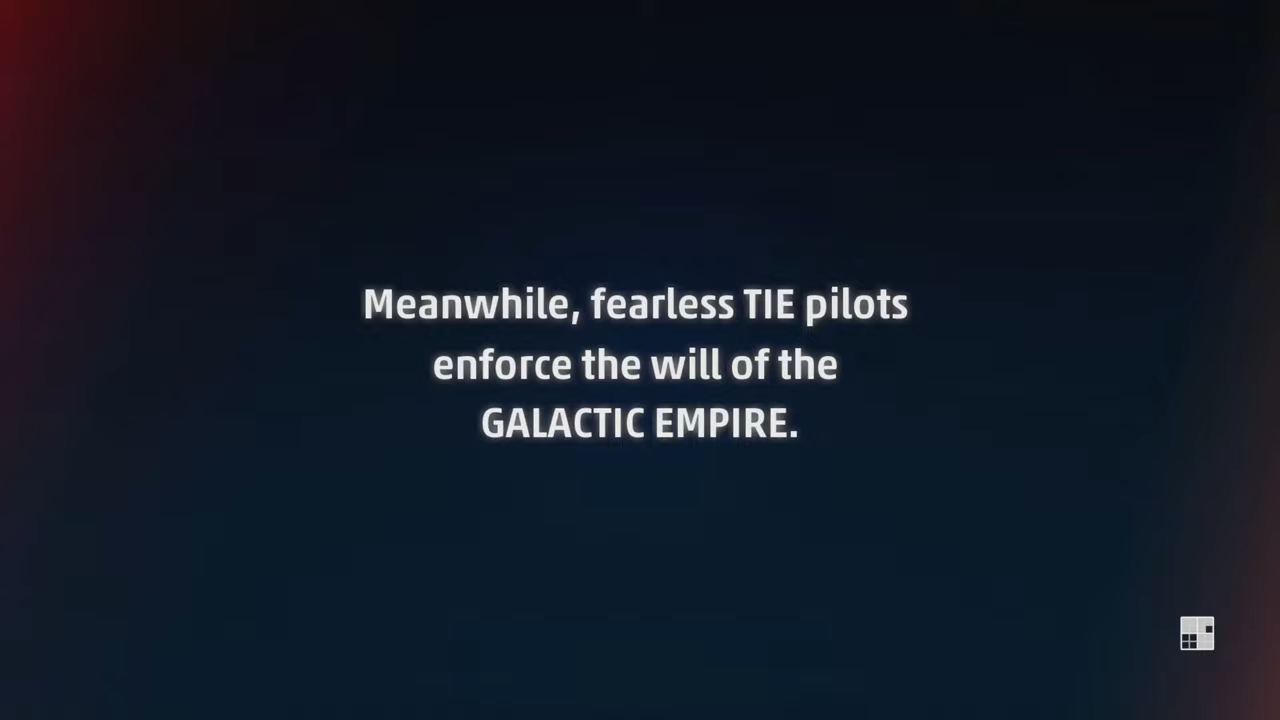 Meanwhile, fearless TIE pilots
enforce the will of the
GALACTIC EMPIRE.